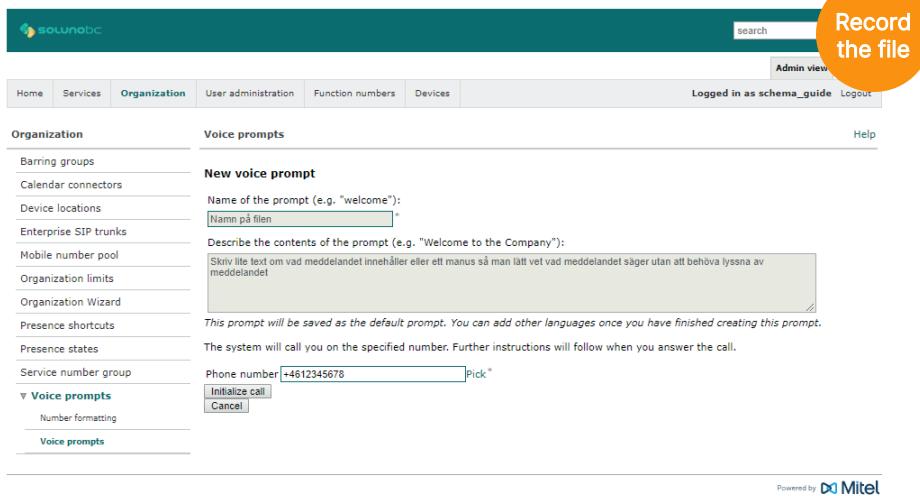 solunobc
search
Record
the file
Admin view
Home Services Organization User administration Function numbers Devices
Logged in as schema_guide Logout
Organization
Voice prompts
Help
Barring groups
Calendar connectors
Device locations
Enterprise SIP trunks
Mobile number pool
Organization limits
Organization Wizard
Presence shortcuts
Presence states
Service number group
Voice prompts
Number formatting
Voice prompts
New voice prompt
Name of the prompt (e.g. "welcome"):
Namn på filen *
Describe the contents of the prompt (e.g. "Welcome to the Company"):
Skriv lite text om vad meddelandet innehåller eller ett manus så man lätt vet vad meddelandet säger utan att behöva lyssna av
meddelandet
This prompt will be saved as the default prompt. You can add other languages once you have finished creating this prompt.
The system will call you on the specified number. Further instructions will follow when you answer the call.
Phone number +4612345678 Pick *
Initialize call
Cancel
Powered by Mitel